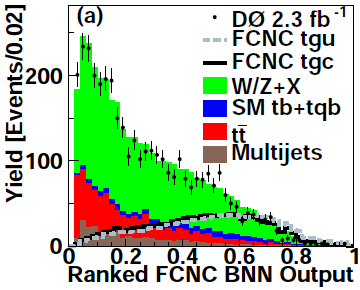 (a)
DØ 2.3 fb⁻¹
FCNC tgu
FCNC tgc
W/Z+X
SM tb+tqb
tt̄
Multijets
Yield [Events/0.02]
200
100
0
0 0.2 0.4 0.6 0.8 1
Ranked FCNC BNN Output